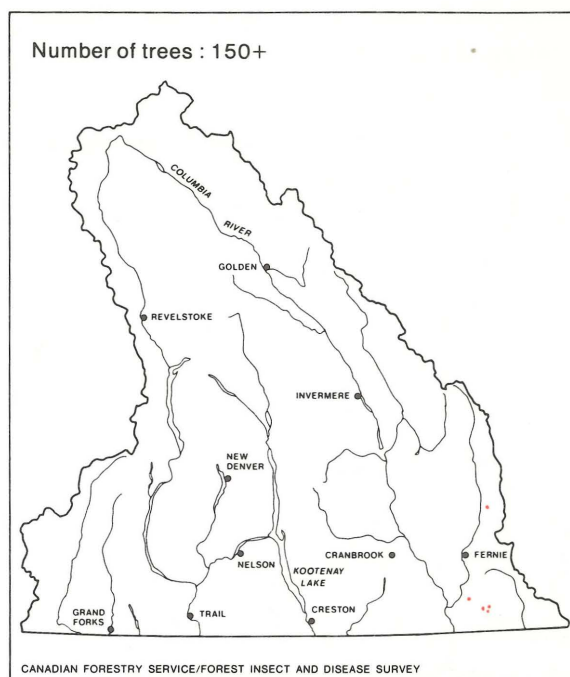 Number of trees : 150+
COLUMBIA
RIVER
GOLDEN
REVELSTOKE
INVERMERE
NEW
DENVER
NELSON
CRANBROOK
FERNIE
KOOTENAY
LAKE
GRAND
FORKS
TRAIL
CRESTON
CANADIAN FORESTRY SERVICE/FOREST INSECT AND DISEASE SURVEY